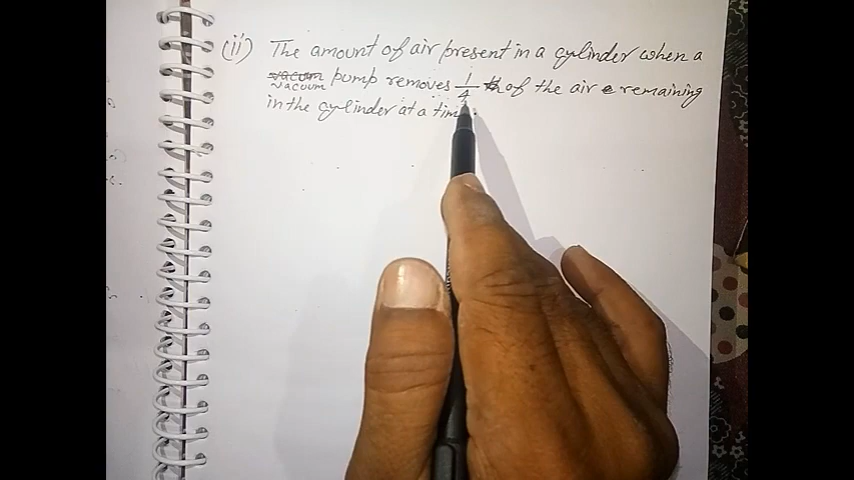 (ii) The amount of air present in a cylinder when a
vacuum pump removes 1/4 th of the air remaining
in the cylinder at a tim